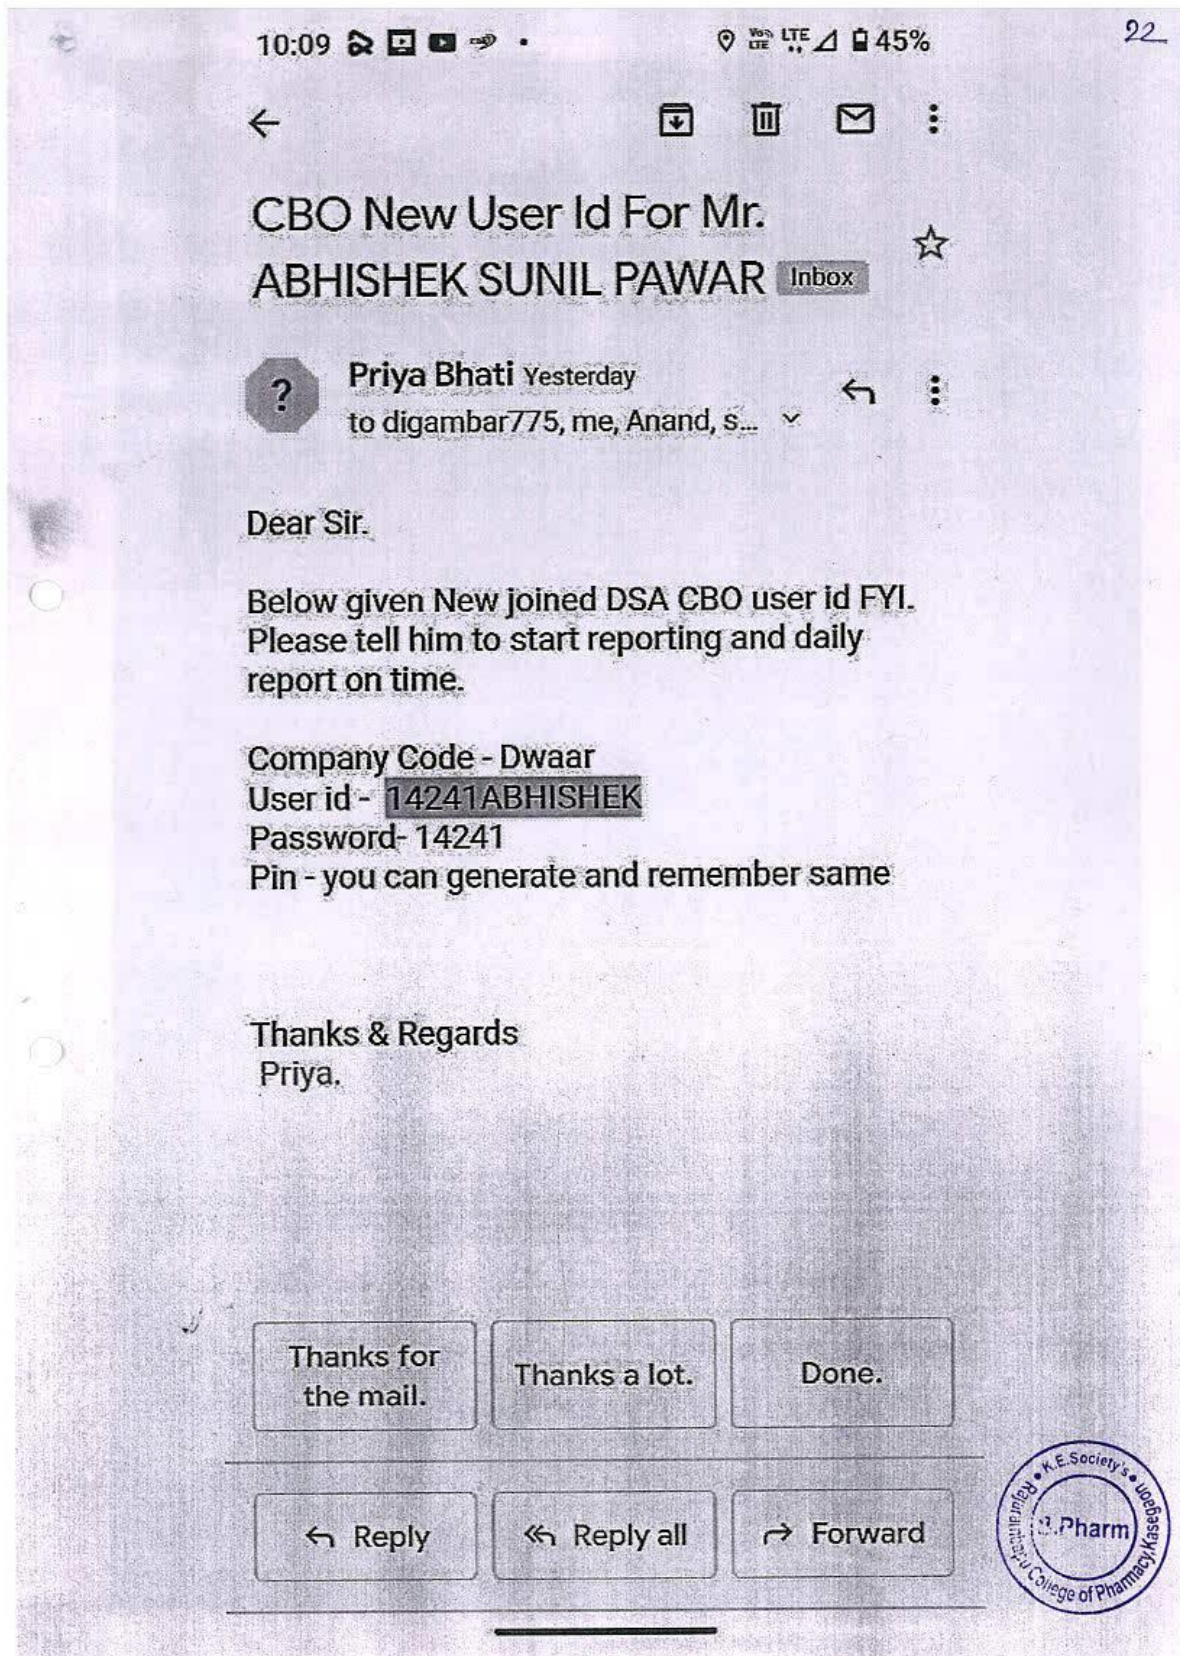 22
10:09
VoD LTE LTE 45%
CBO New User Id For Mr.
ABHISHEK SUNIL PAWAR Inbox
?
Priya Bhati Yesterday
to digambar775, me, Anand, s...
Dear Sir.
Below given New joined DSA CBO user id FYI.
Please tell him to start reporting and daily
report on time.
Company Code - Dwaar
User id - 14241ABHISHEK
Password- 14241
Pin - you can generate and remember same
Thanks & Regards
Priya.
Thanks for
the mail.
Thanks a lot.
Done.
Reply
Reply all
Forward
K.E.Society's
College of Pharmacy, Kasegaon
Pharm